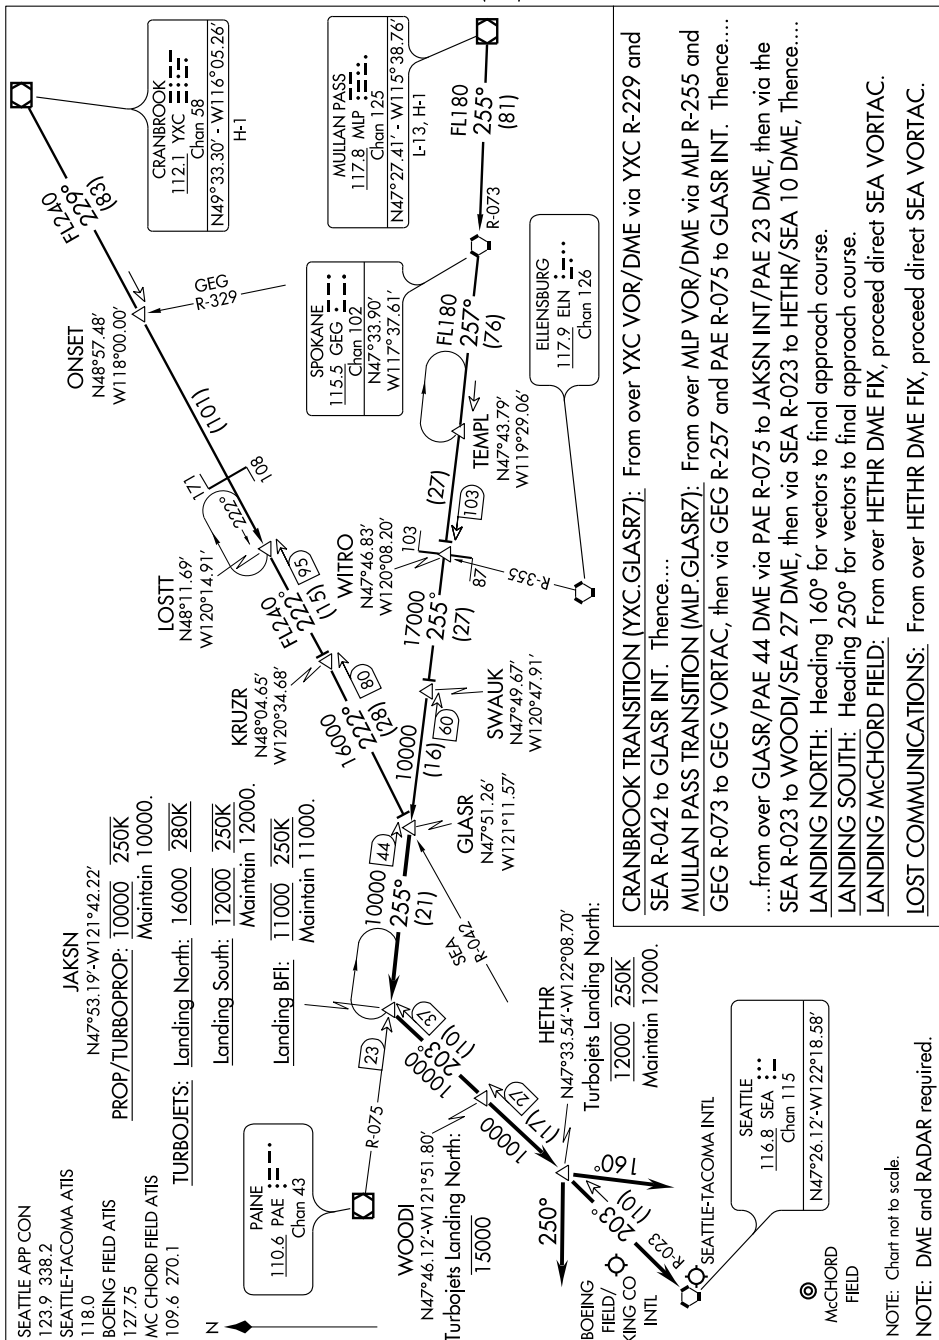 SEATTLE APP CON
123.9 338.2
SEATTLE-TACOMA ATIS
118.0
BOEING FIELD ATIS
127.75
MC CHORD FIELD ATIS
109.6 270.1
JAKSN
N47°53.19'-W121°42.22'
PROP/TURBOPROP: 10000 250K
Maintain 10000.
TURBOJETS: Landing North: 16000 280K
Landing South: 12000 250K
Maintain 12000.
Landing BFI: 11000 250K
Maintain 11000.
ONSET
N48°57.48'
W118°00.00'
FL240
229°
(83)
CRANBROOK
112.1 YXC
Chan 58
N49°33.30' - W116°05.26'
H-1
GEG
R-329
(101)
171
108
222°
LOSTT
N48°11.69'
W120°14.91'
95
FL240
222°
(15)
KRUZR
N48°04.65'
W120°34.68'
80
16000
222°
(28)
MULLAN PASS
117.8 MLP
Chan 125
N47°27.41' - W115°38.76'
L-13, H-1
FL180
255°
(81)
R-073
SPOKANE
115.5 GEG
Chan 102
N47°33.90'
W117°37.61'
FL180
257°
(76)
TEMPL
N47°43.79'
W119°29.06'
(27)
103
WITRO
N47°46.83'
W120°08.20'
103
87
R-355
ELLENSBURG
117.9 ELN
Chan 126
17000
255°
(27)
SWAUK
N47°49.67'
W120°47.91'
60
10000
(16)
GLASR
N47°51.26'
W121°11.57'
44
10000
255°
(21)
SEA
R-042
PAINE
110.6 PAE
Chan 43
R-075
23
37
10000
203°
(10)
WOODI
N47°46.12'-W121°51.80'
Turbojets Landing North:
15000
27
10000
(17)
HETHR
N47°33.54'-W122°08.70'
Turbojets Landing North:
12000 250K
Maintain 12000.
250°
160°
203°
(10)
R-023
BOEING
FIELD/
KING CO
INTL
SEATTLE-TACOMA INTL
SEATTLE
116.8 SEA
Chan 115
N47°26.12'-W122°18.58'
McCHORD
FIELD
N
NOTE: Chart not to scale.
NOTE: DME and RADAR required.
CRANBROOK TRANSITION (YXC.GLASR7): From over YXC VOR/DME via YXC R-229 and
SEA R-042 to GLASR INT. Thence....
MULLAN PASS TRANSITION (MLP.GLASR7): From over MLP VOR/DME via MLP R-255 and
GEG R-073 to GEG VORTAC, then via GEG R-257 and PAE R-075 to GLASR INT. Thence....
....from over GLASR/PAE 44 DME via PAE R-075 to JAKSN INT/PAE 23 DME, then via the
SEA R-023 to WOODI/SEA 27 DME, then via SEA R-023 to HETHR/SEA 10 DME, Thence....
LANDING NORTH: Heading 160° for vectors to final approach course.
LANDING SOUTH: Heading 250° for vectors to final approach course.
LANDING McCHORD FIELD: From over HETHR DME FIX, proceed direct SEA VORTAC.
LOST COMMUNICATIONS: From over HETHR DME FIX, proceed direct SEA VORTAC.